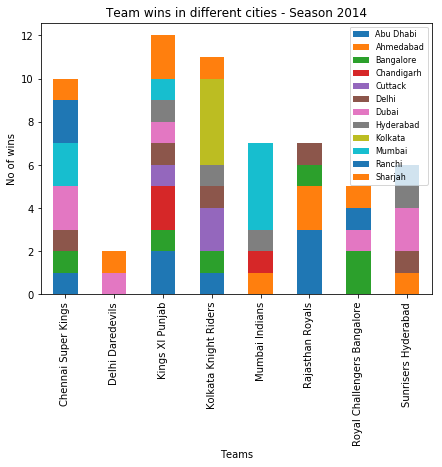 Team wins in different cities - Season 2014
No of wins
12
10
8
6
4
2
0
Abu Dhabi
Ahmedabad
Bangalore
Chandigarh
Cuttack
Delhi
Dubai
Hyderabad
Kolkata
Mumbai
Ranchi
Sharjah
Chennai Super Kings
Delhi Daredevils
Kings XI Punjab
Kolkata Knight Riders
Mumbai Indians
Rajasthan Royals
Royal Challengers Bangalore
Sunrisers Hyderabad
Teams